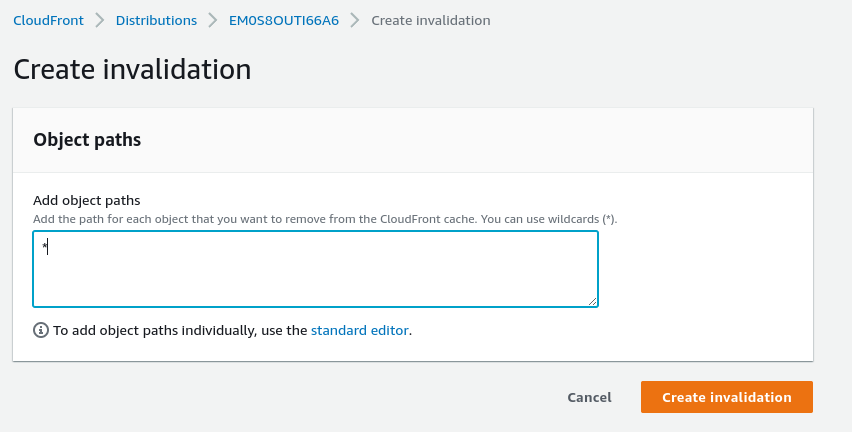 CloudFront > Distributions > EM0S8OUTI66A6 > Create invalidation
Create invalidation
Object paths
Add object paths
Add the path for each object that you want to remove from the CloudFront cache. You can use wildcards (*).
*
To add object paths individually, use the standard editor.
Cancel Create invalidation